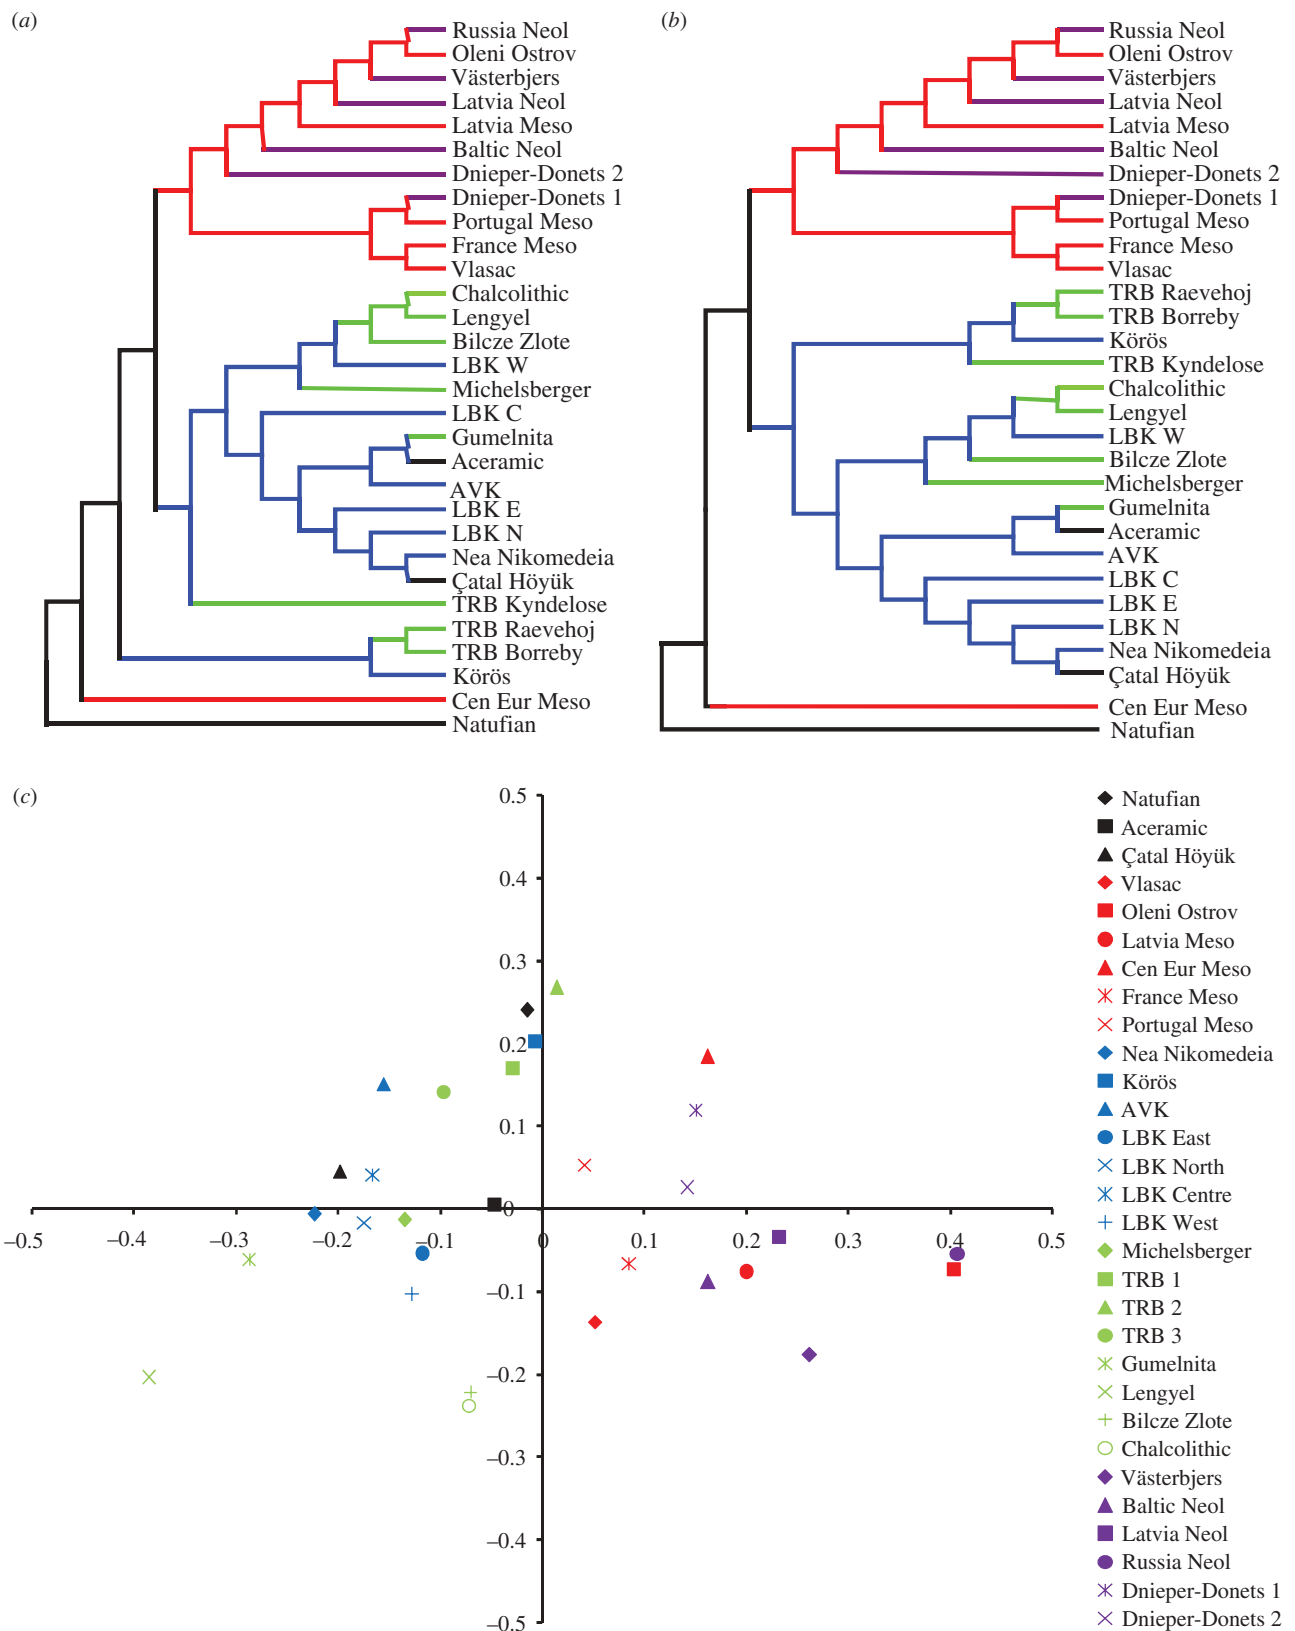 (a)
Russia Neol
Oleni Ostrov
Västerbjers
Latvia Neol
Latvia Meso
Baltic Neol
Dnieper-Donets 2
Dnieper-Donets 1
Portugal Meso
France Meso
Vlasac
Chalcolithic
Lengyel
Bilcze Zlote
LBK W
Michelsberger
LBK C
Gumelnita
Aceramic
AVK
LBK E
LBK N
Nea Nikomedeia
Çatal Höyük
TRB Kyndelose
TRB Raevehoj
TRB Borreby
Körös
Cen Eur Meso
Natufian
(b)
Russia Neol
Oleni Ostrov
Västerbjers
Latvia Neol
Latvia Meso
Baltic Neol
Dnieper-Donets 2
Dnieper-Donets 1
Portugal Meso
France Meso
Vlasac
TRB Raevehoj
TRB Borreby
Körös
TRB Kyndelose
Chalcolithic
Lengyel
LBK W
Bilcze Zlote
Michelsberger
Gumelnita
Aceramic
AVK
LBK C
LBK E
LBK N
Nea Nikomedeia
Çatal Höyük
Cen Eur Meso
Natufian
(c)
0.5
0.4
0.3
0.2
0.1
0
–0.5 –0.4 –0.3 –0.2 –0.1 0 0.1 0.2 0.3 0.4 0.5
–0.1
–0.2
–0.3
–0.4
–0.5
Natufian
Aceramic
Çatal Höyük
Vlasac
Oleni Ostrov
Latvia Meso
Cen Eur Meso
France Meso
Portugal Meso
Nea Nikomedeia
Körös
AVK
LBK East
LBK North
LBK Centre
LBK West
Michelsberger
TRB 1
TRB 2
TRB 3
Gumelnita
Lengyel
Bilcze Zlote
Chalcolithic
Västerbjers
Baltic Neol
Latvia Neol
Russia Neol
Dnieper-Donets 1
Dnieper-Donets 2